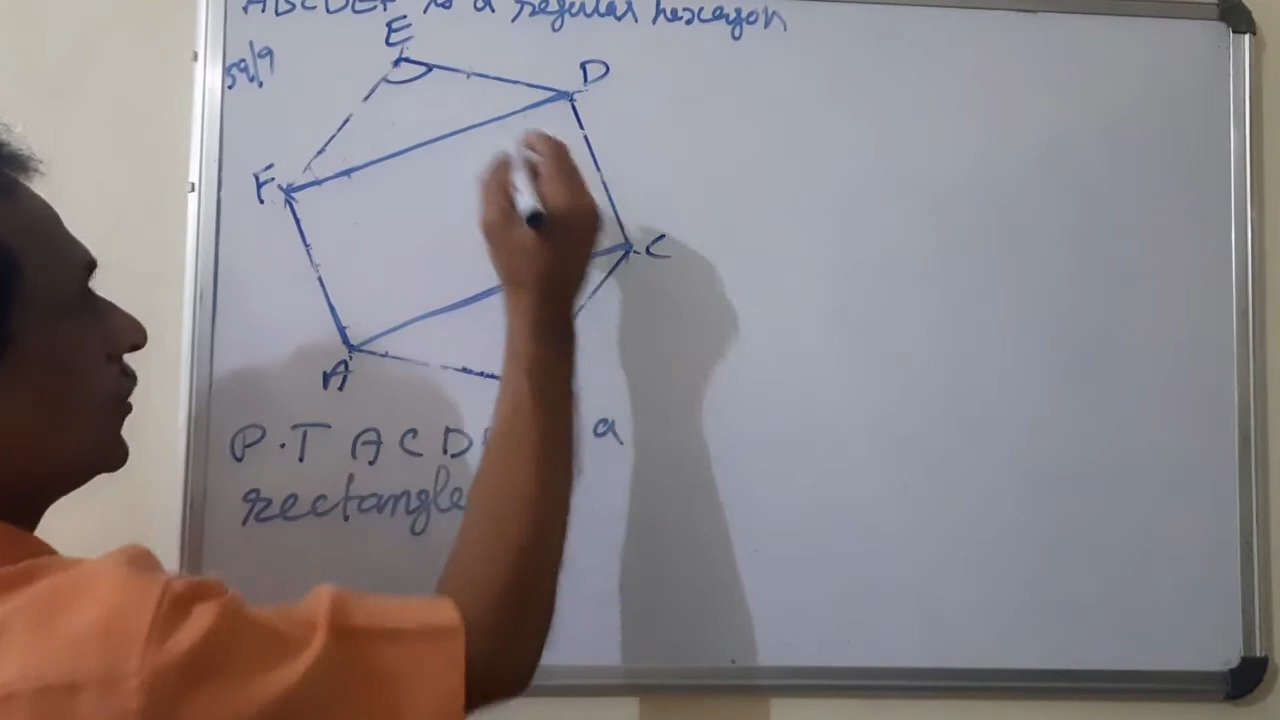 ABCDEF is a regular hexagon
59/9
E
D
F
C
A
P.T ACD a
rectangle